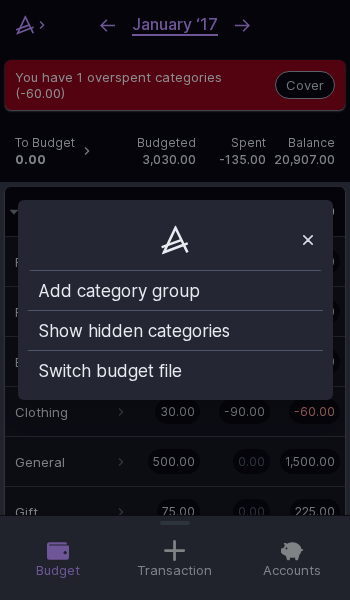 January ‘17
You have 1 overspent categories
(-60.00)
Cover
To Budget
Budgeted
Spent
Balance
0.00
3,030.00
-135.00
20,907.00
Add category group
Show hidden categories
Switch budget file
Clothing
30.00
-90.00
-60.00
General
500.00
0.00
1,500.00
Gift
75.00
0.00
225.00
Budget
Transaction
Accounts